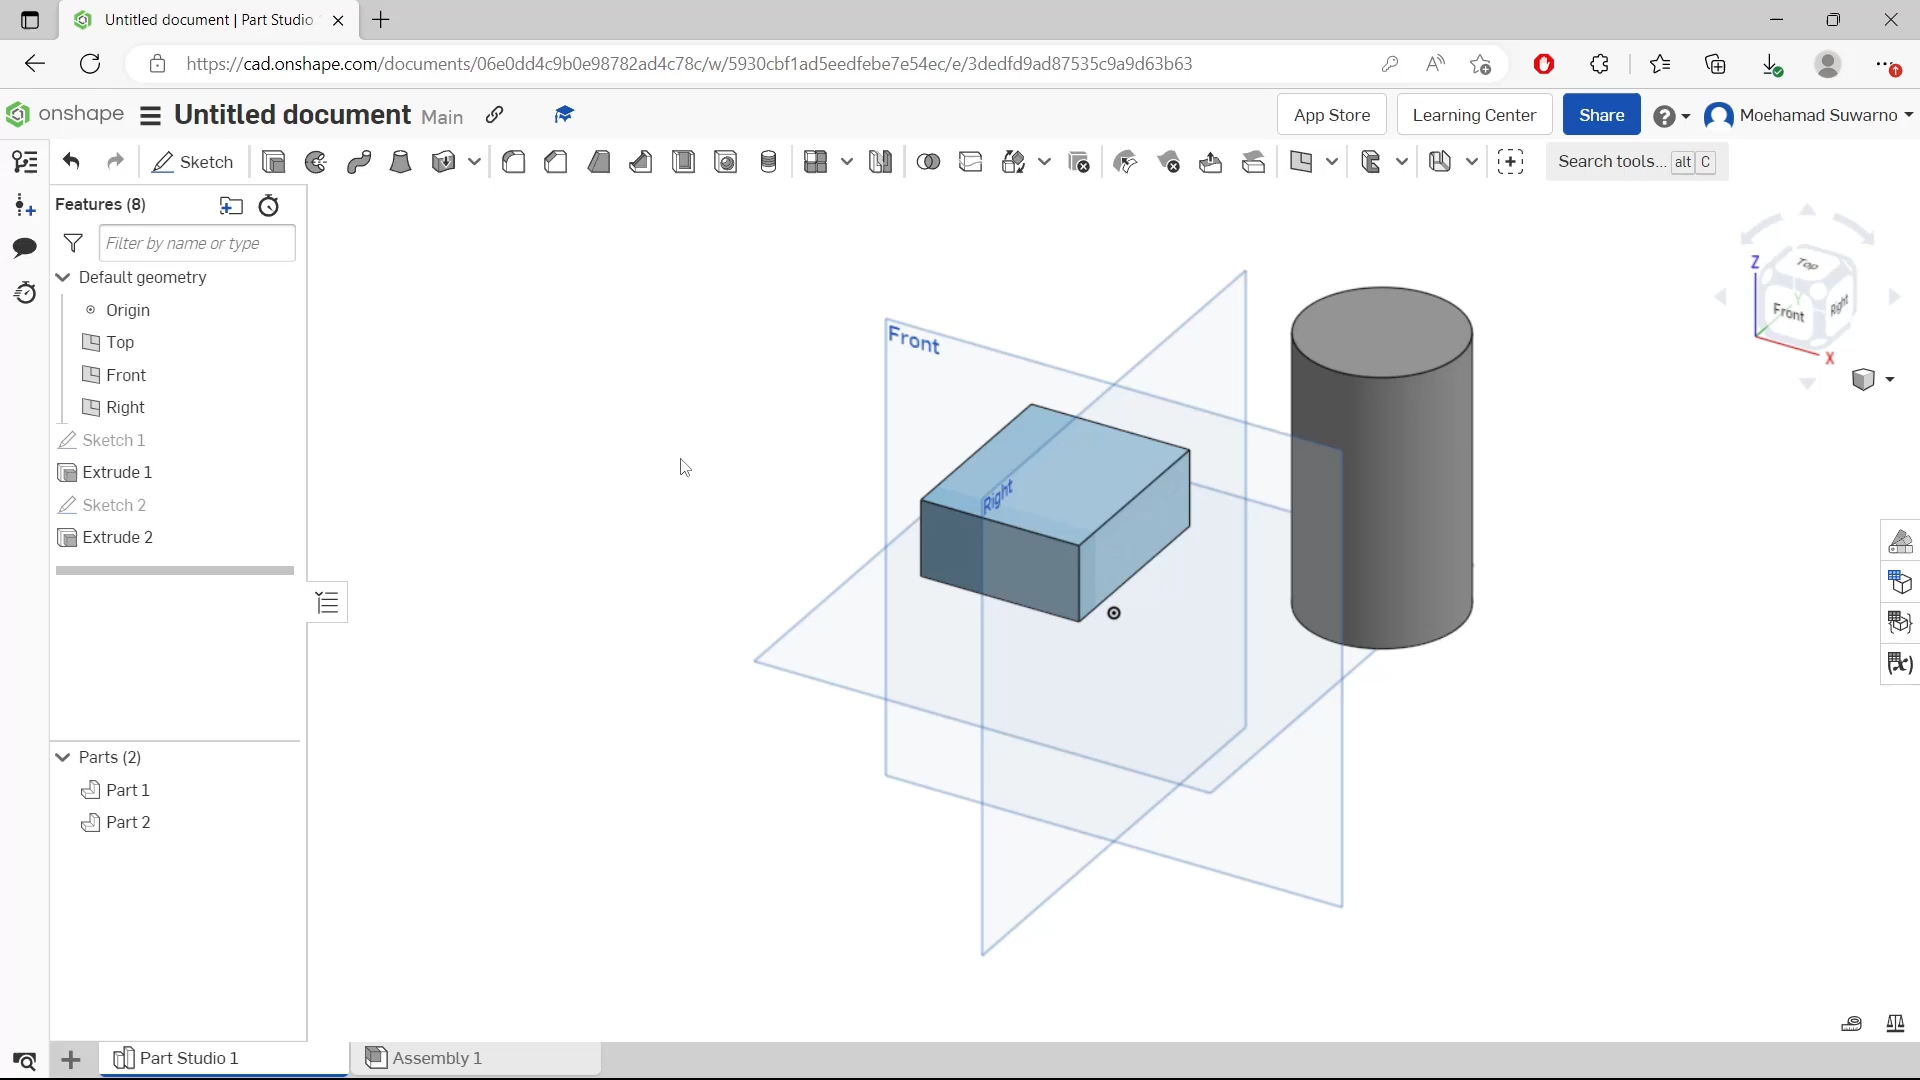 Untitled document | Part Studio
https://cad.onshape.com/documents/06e0dd4c9b0e98782ad4c78c/w/5930cbf1ad5eedfebe7e54ec/e/3dedfd9ad87535c9a9d63b63
onshape Untitled document Main App Store Learning Center Share Moehamad Suwarno
Sketch Search tools... alt C
Features (8)
Filter by name or type
Default geometry
Origin
Top
Front
Right
Sketch 1
Extrude 1
Sketch 2
Extrude 2
Parts (2)
Part 1
Part 2
Front
Right
Z
Top
Y
Front
Right
X
Part Studio 1
Assembly 1